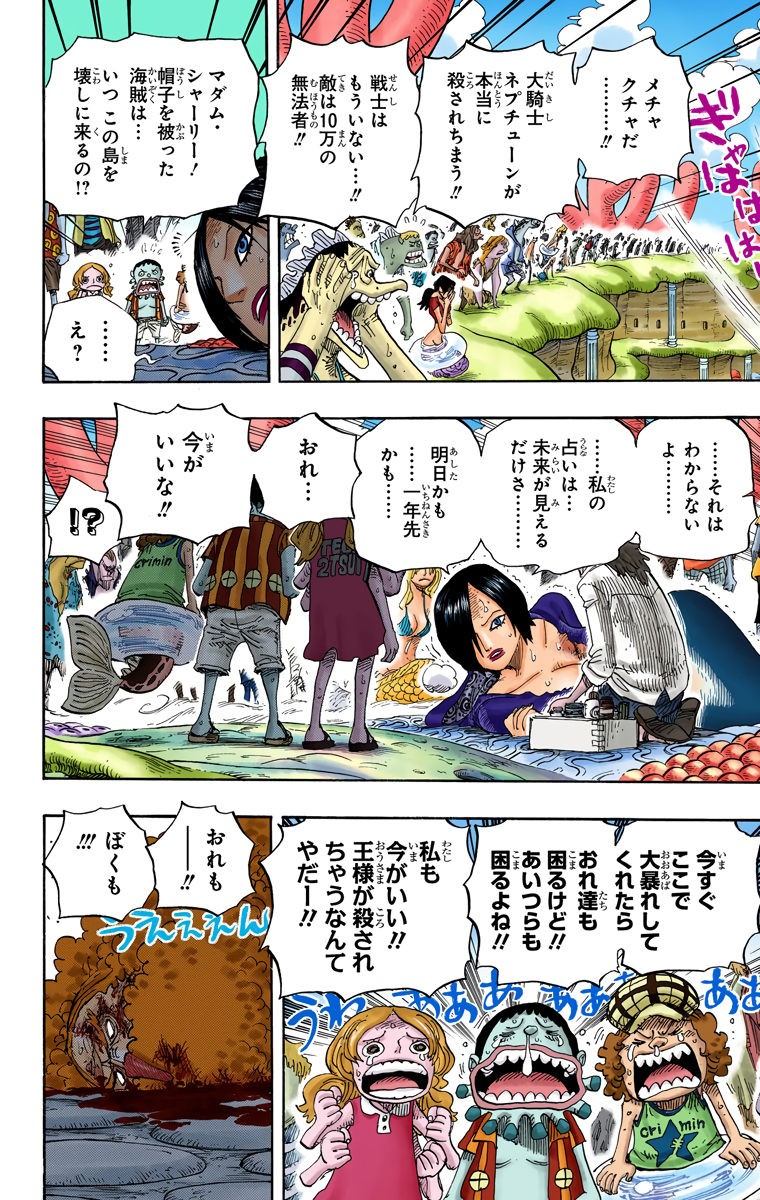 メチャ
クチャだ
………!!
大騎士
ネプチューンが
本当に
殺されちまう!!
戦士は
もういない…!!
敵は10万の
無法者!!
ぎゃはははは!
マダム・
シャーリー!
帽子を被った
海賊は…
いつ この島を
壊しに来るの!?
……
え?
……それは
わからない
よ…
……私の
占いは…
未来が見える
だけさ……
明日かも
……一年先
かも…
おれ…
今が
いいな!!
!?
crimin
2TSU
今すぐ
ここで
大暴れして
くれたら
おれ達も
困るけど!!
あいつらも
困るよね!!
私も
今がいい!!
王様が殺され
ちゃうなんて
やだー!!
うわああああああ
crimin
おれも
――!!
ぼくも
!!!
うえええん